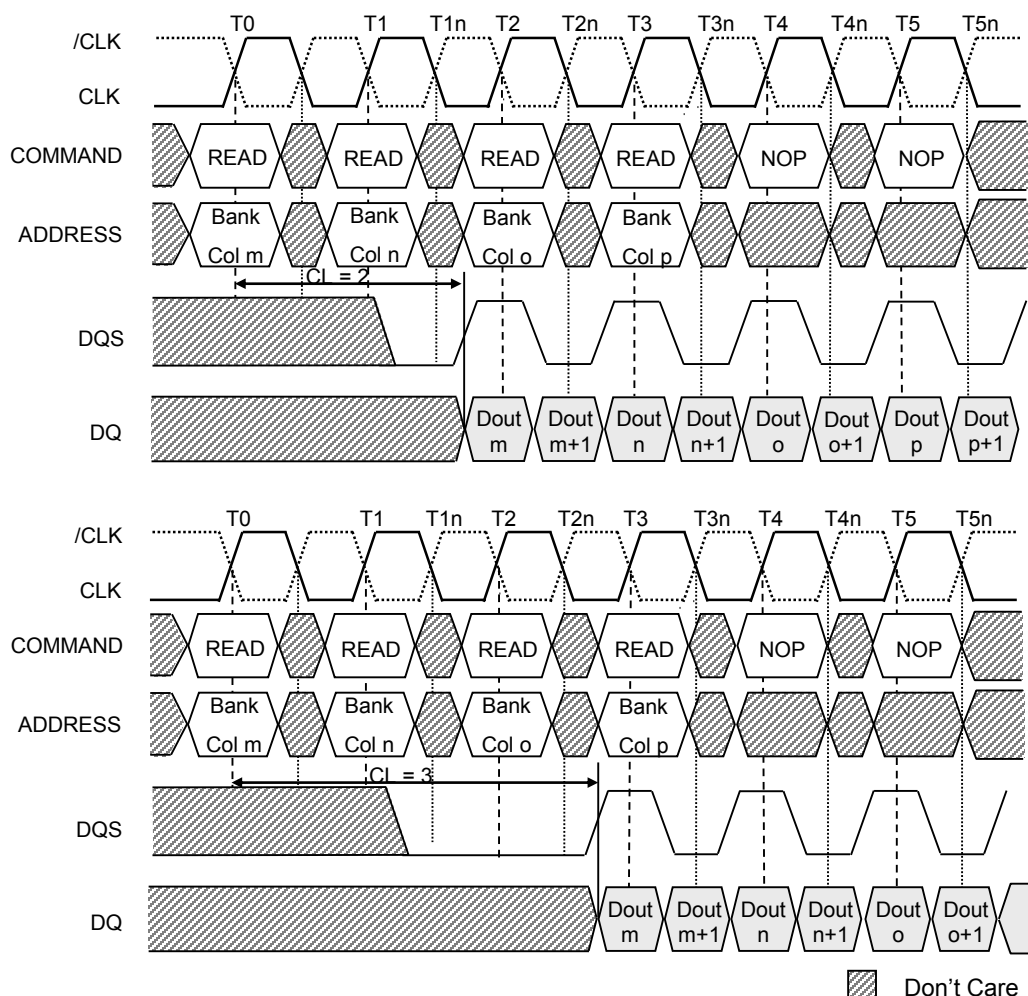 T0 T1 T1n T2 T2n T3 T3n T4 T4n T5 T5n
/CLK
CLK
COMMAND READ READ READ READ NOP NOP
ADDRESS Bank Bank Bank Bank
Col m Col n Col o Col p
CL = 2
DQS
DQ Dout Dout Dout Dout Dout Dout Dout Dout
m m+1 n n+1 o o+1 p p+1
T0 T1 T1n T2 T2n T3 T3n T4 T4n T5 T5n
/CLK
CLK
COMMAND READ READ READ READ NOP NOP
ADDRESS Bank Bank Bank Bank
Col m Col n Col o Col p
CL = 3
DQS
DQ Dout Dout Dout Dout Dout Dout
m m+1 n n+1 o o+1
Don't Care